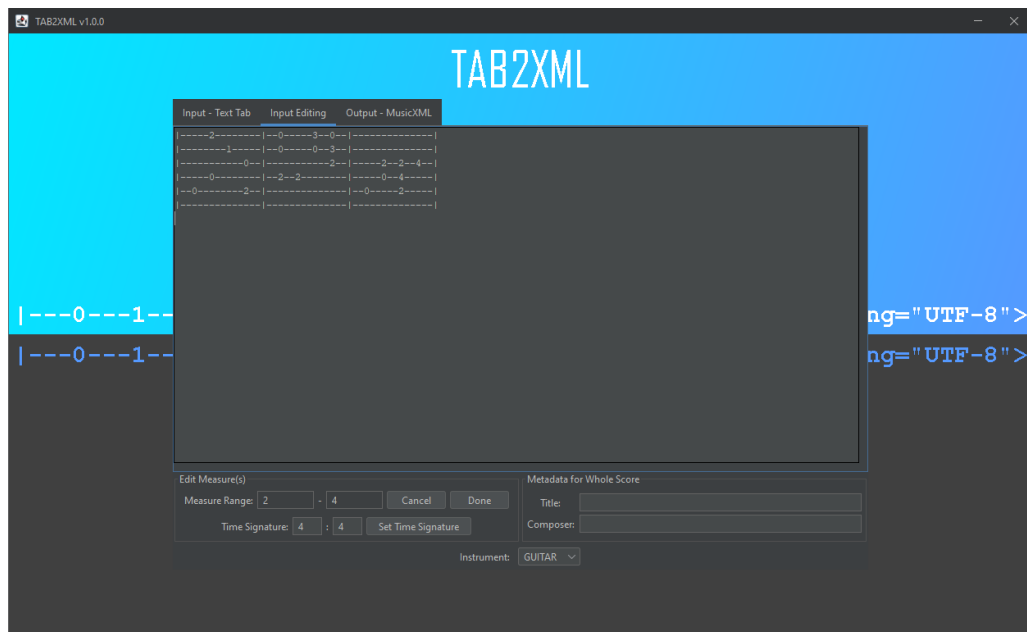 TAB2XML v1.0.0
TAB2XML
Input - Text Tab Input Editing Output - MusicXML
|-----2--------|--0-----3--0--|--------------|
|--------1-----|--0-----0--3--|--------------|
|-----------0--|-----------2--|-----2--2--4--|
|-----0--------|--2--2--------|-----0--4-----|
|--0--------2--|--------------|--0-----2-----|
|--------------|--------------|--------------|
|---0---1-- ng="UTF-8">
|---0---1-- ng="UTF-8">
Edit Measure(s) Metadata for Whole Score
Measure Range: 2 - 4 Cancel Done Title:
Time Signature: 4 : 4 Set Time Signature Composer:
Instrument: GUITAR